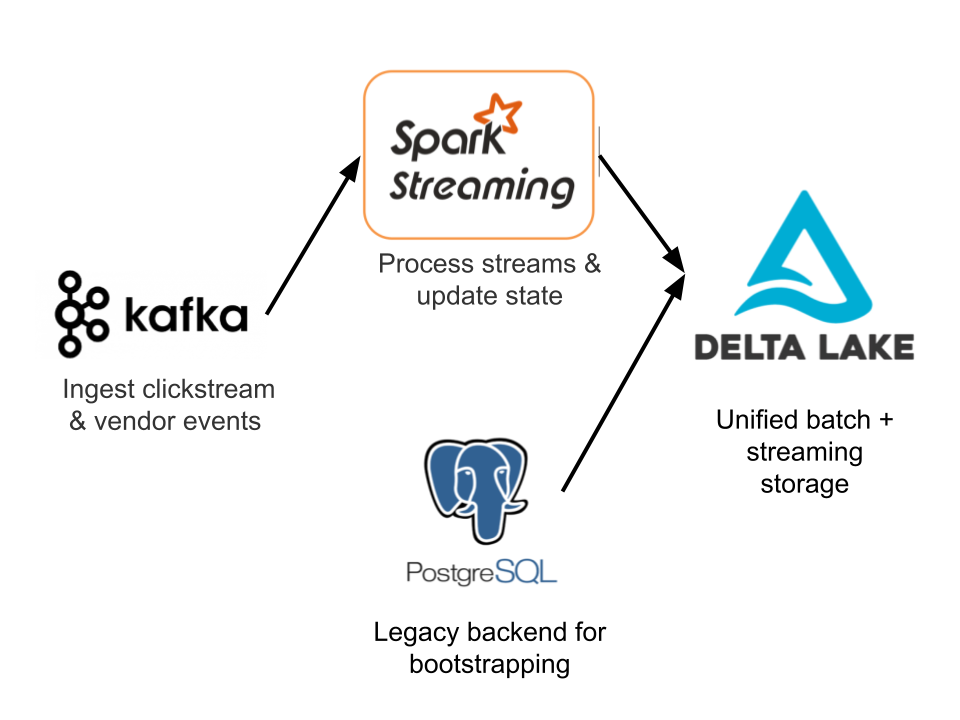 Spark
Streaming
Process streams &
update state
kafka
Ingest clickstream
& vendor events
DELTA LAKE
Unified batch +
streaming
storage
PostgreSQL
Legacy backend for
bootstrapping